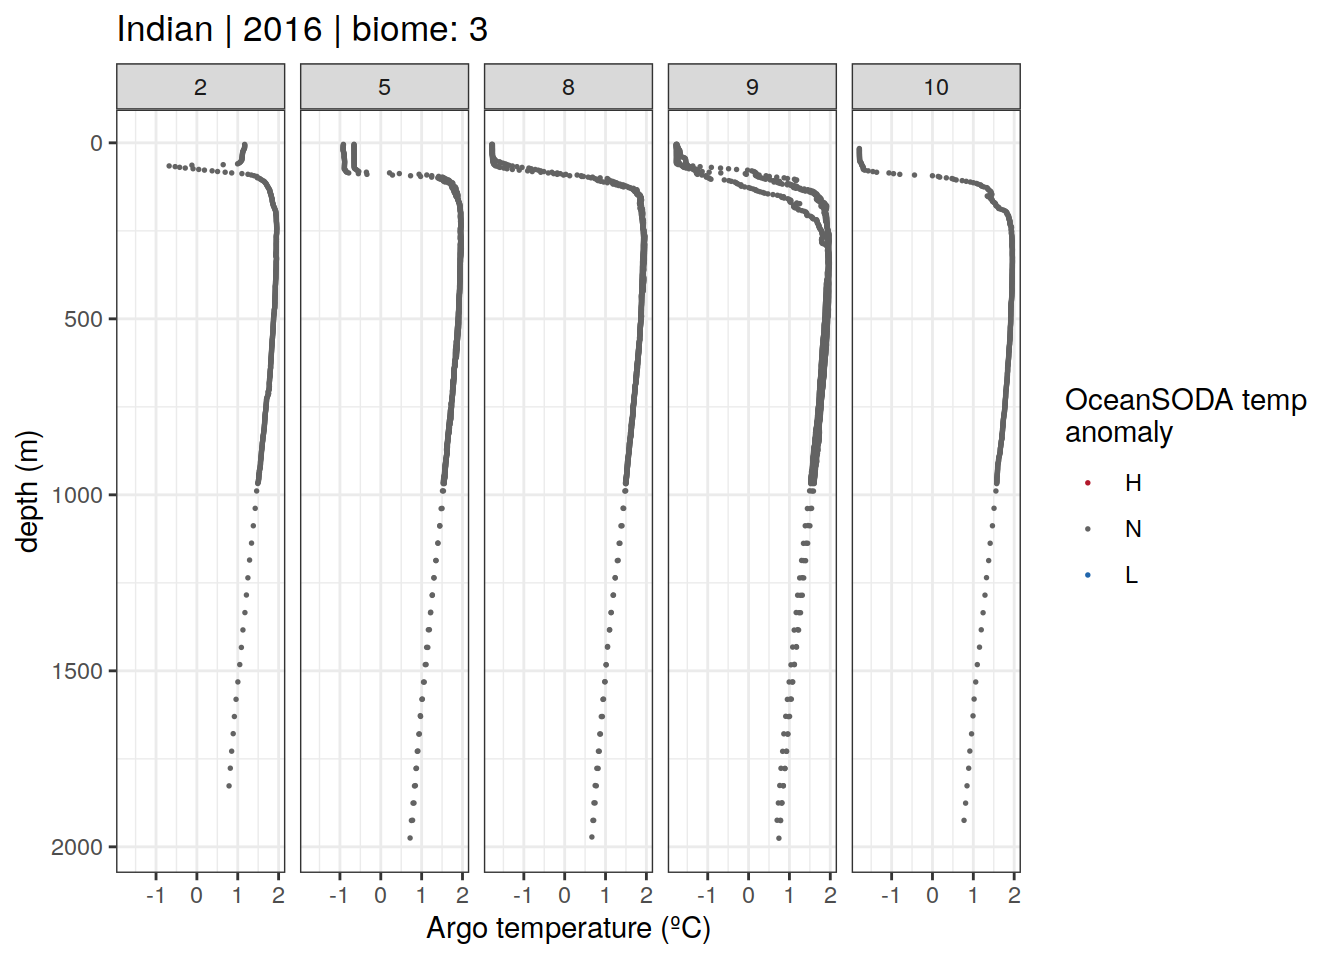 Indian | 2016 | biome: 3
2 5 8 9 10
0
500
1000
1500
2000
depth (m)
-1 0 1 2 -1 0 1 2 -1 0 1 2 -1 0 1 2 -1 0 1 2
Argo temperature (ºC)
OceanSODA temp
anomaly
H
N
L